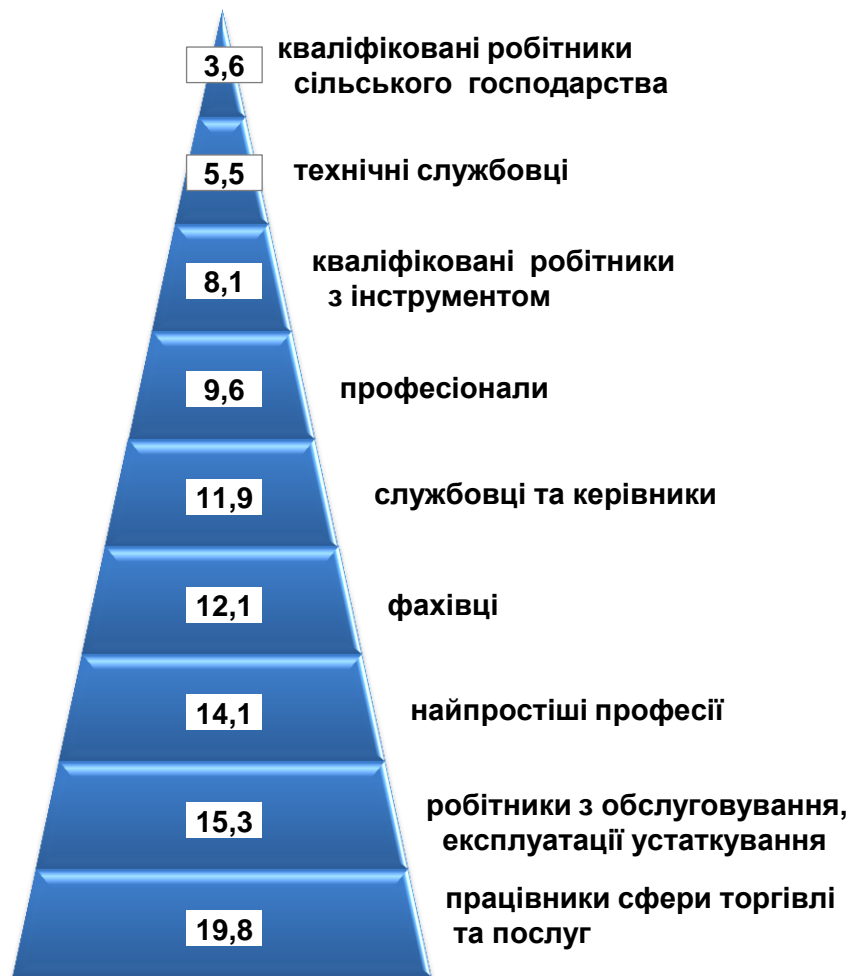 3,6
кваліфіковані робітники
сільського господарства
5,5
технічні службовці
8,1
кваліфіковані робітники
з інструментом
9,6
професіонали
11,9
службовці та керівники
12,1
фахівці
14,1
найпростіші професії
15,3
робітники з обслуговування,
експлуатації устаткування
19,8
працівники сфери торгівлі
та послуг